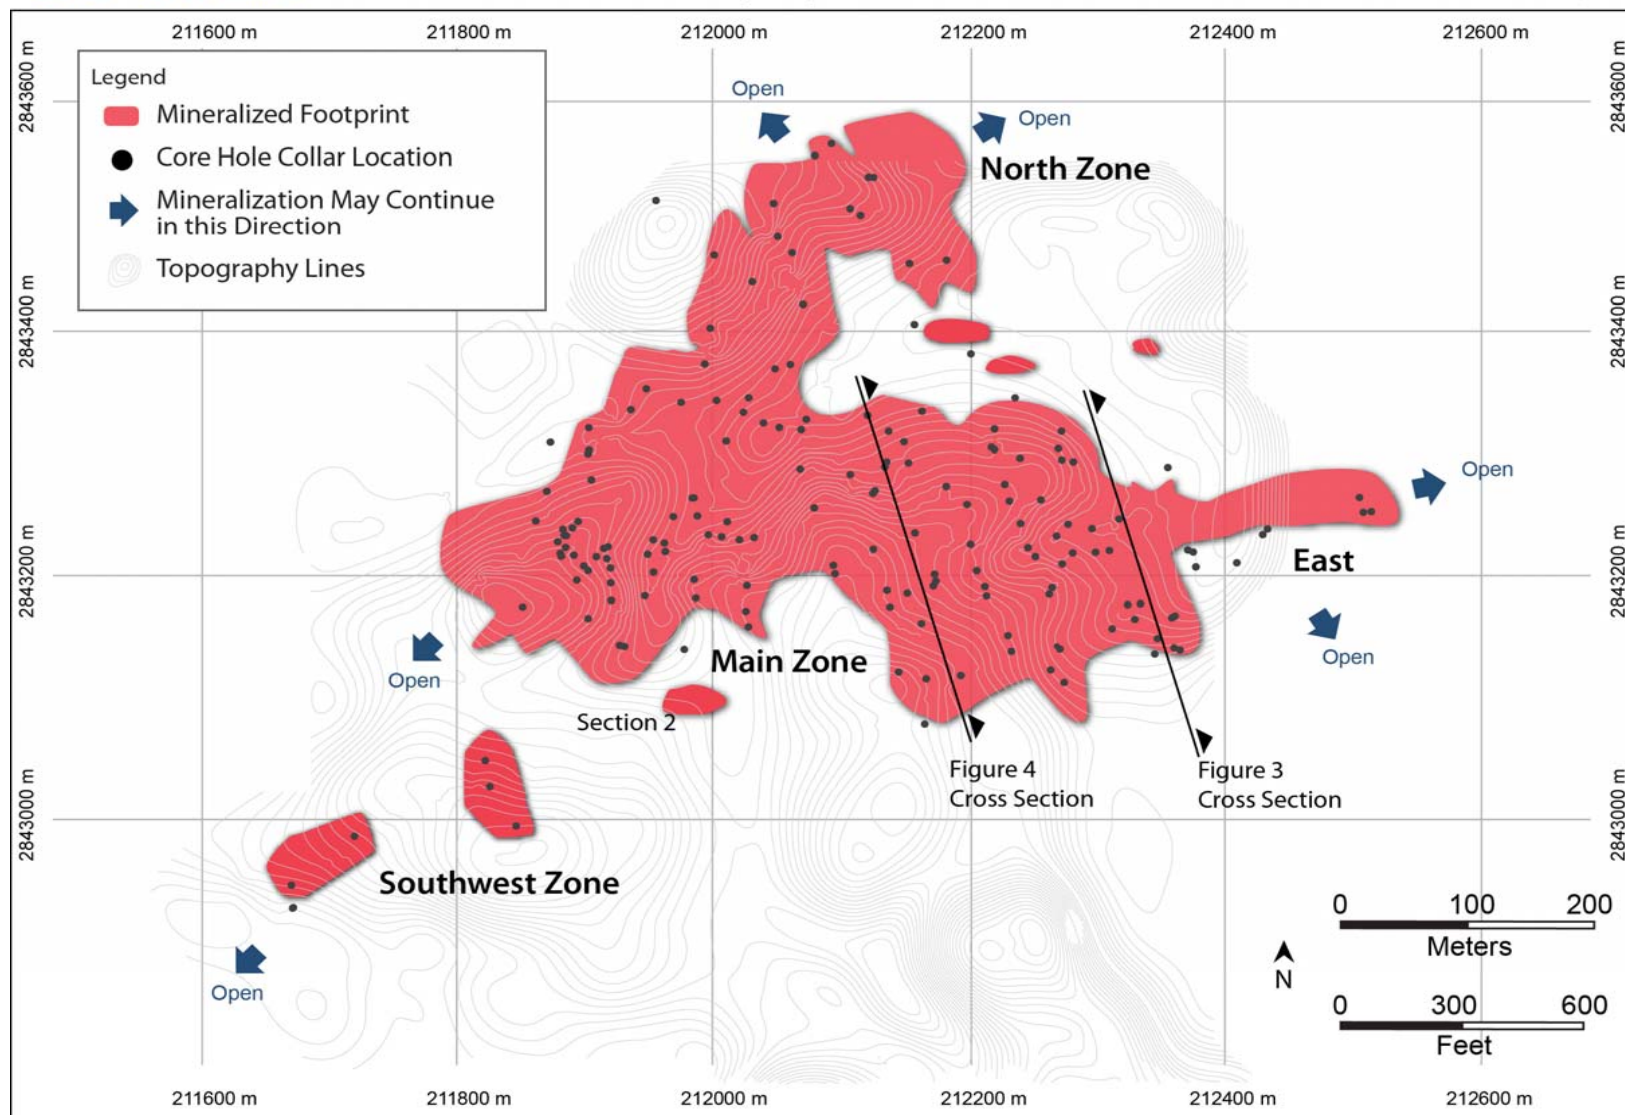 211600 m 211800 m 212000 m 212200 m 212400 m 212600 m
2843600 m
2843400 m
2843200 m
2843000 m
Legend
Mineralized Footprint
Core Hole Collar Location
Mineralization May Continue
in this Direction
Topography Lines
Open
Open
North Zone
Open
East
Open
Open
Main Zone
Section 2
Figure 4
Cross Section
Figure 3
Cross Section
Southwest Zone
Open
0 100 200
Meters
N
0 300 600
Feet
2843600 m
2843400 m
2843200 m
2843000 m
211600 m 211800 m 212000 m 212200 m 212400 m 212600 m